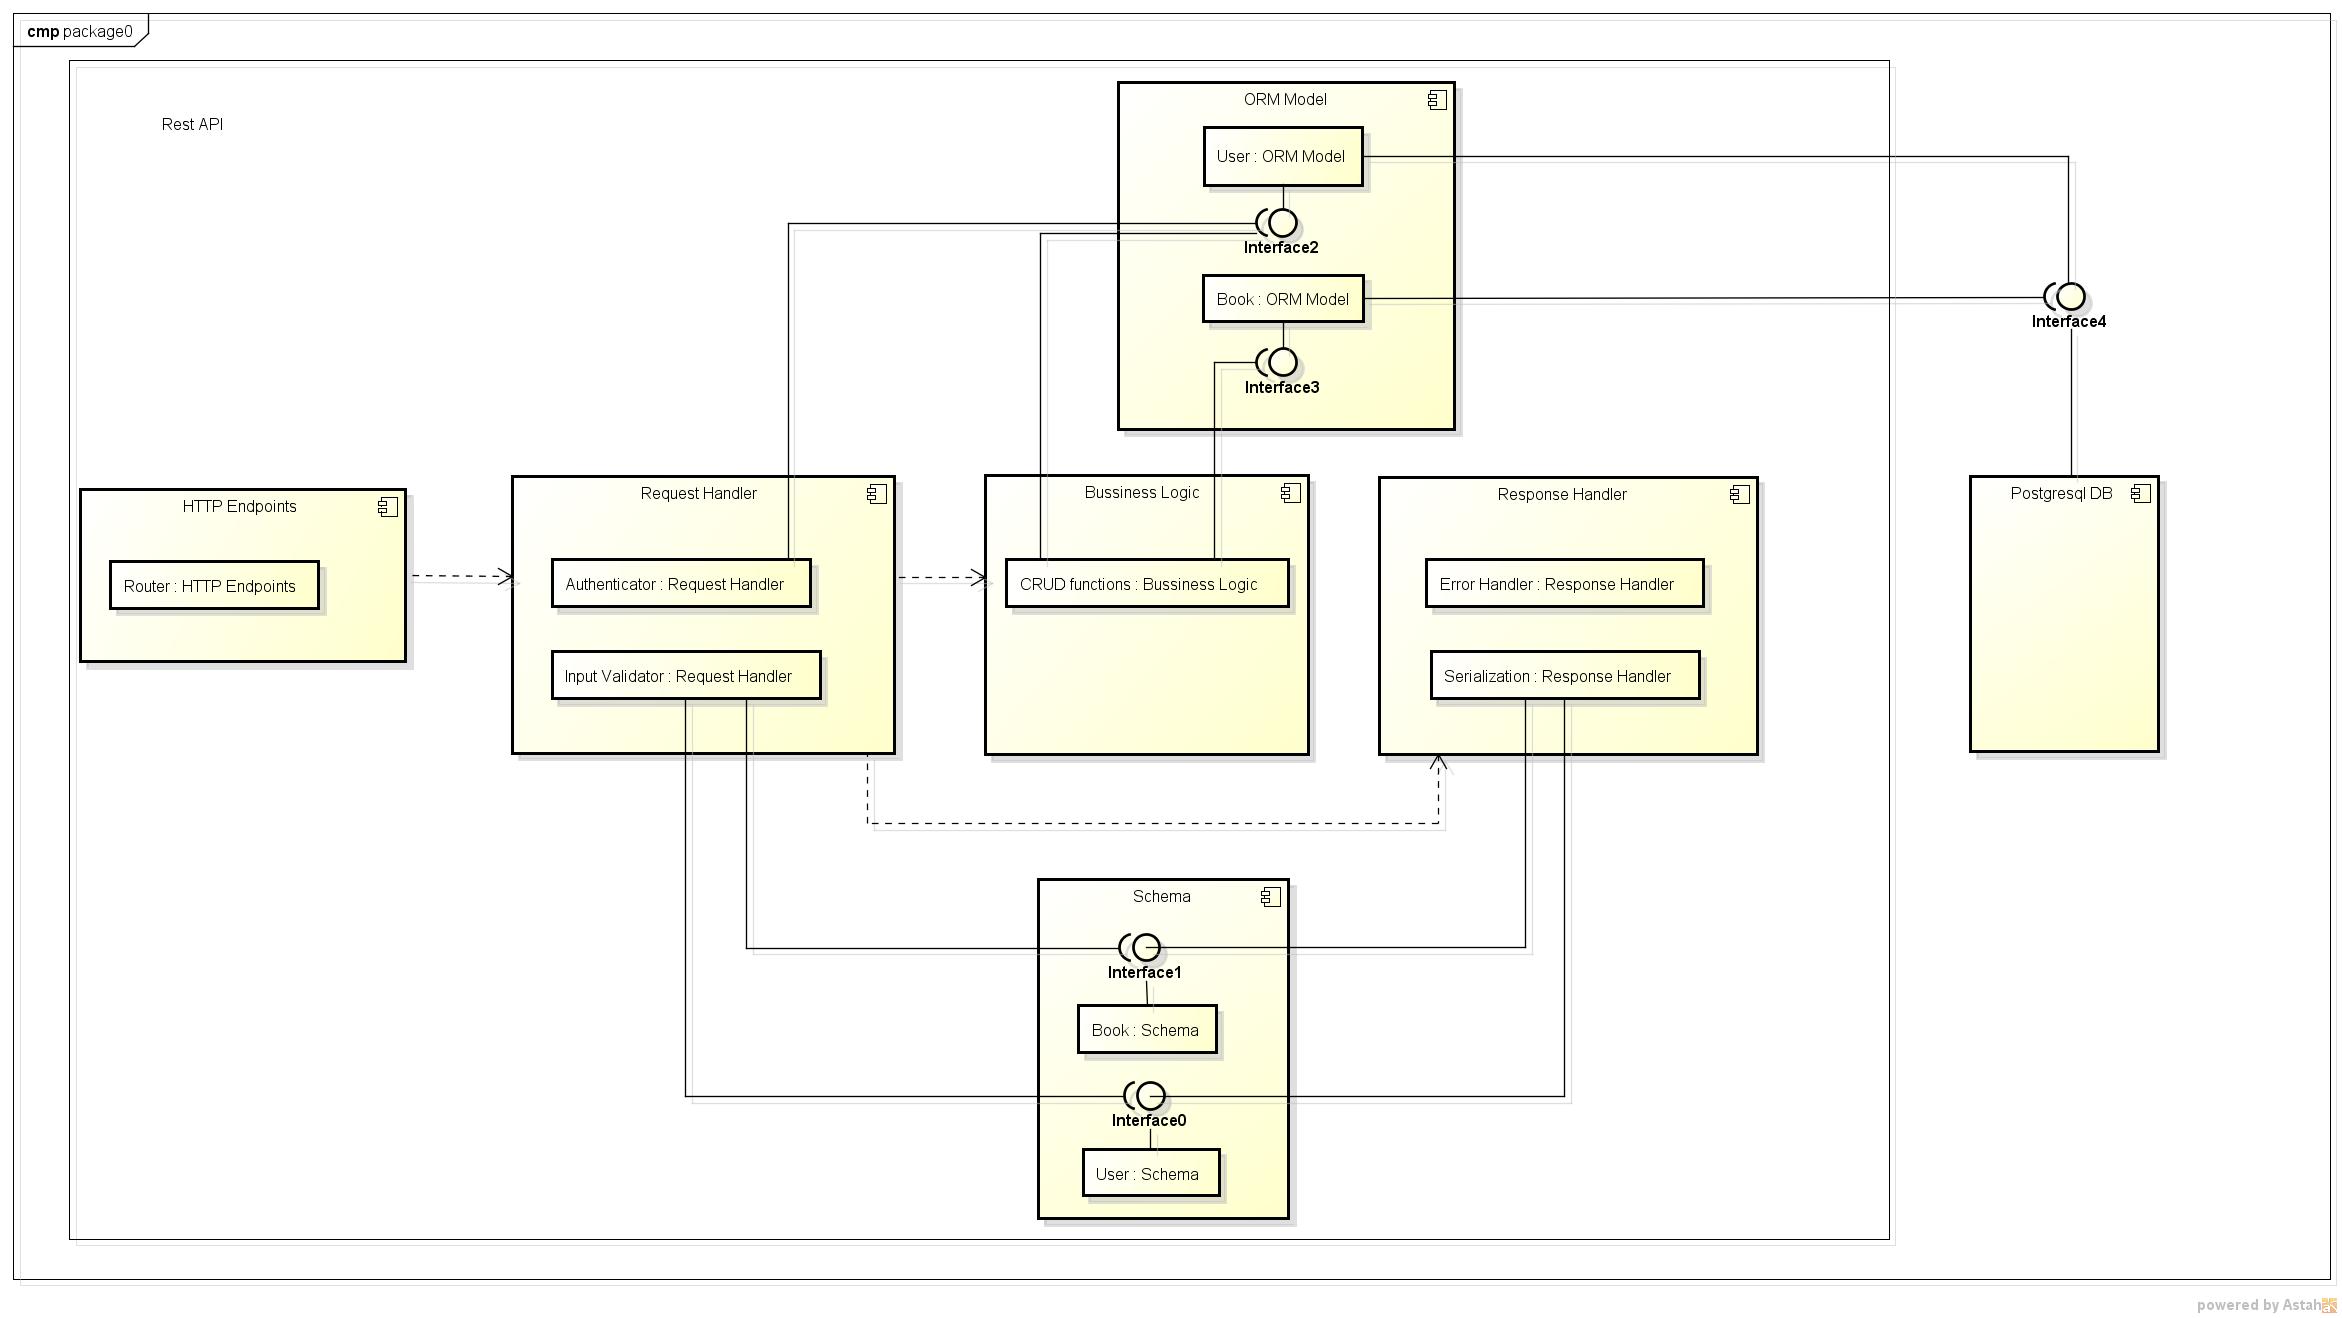 cmp package0
Rest API
ORM Model
User : ORM Model
Interface2
Book : ORM Model
Interface3
Interface4
HTTP Endpoints
Router : HTTP Endpoints
Request Handler
Authenticator : Request Handler
Input Validator : Request Handler
Bussiness Logic
CRUD functions : Bussiness Logic
Response Handler
Error Handler : Response Handler
Serialization : Response Handler
Postgresql DB
Schema
Interface1
Book : Schema
Interface0
User : Schema
powered by Astah